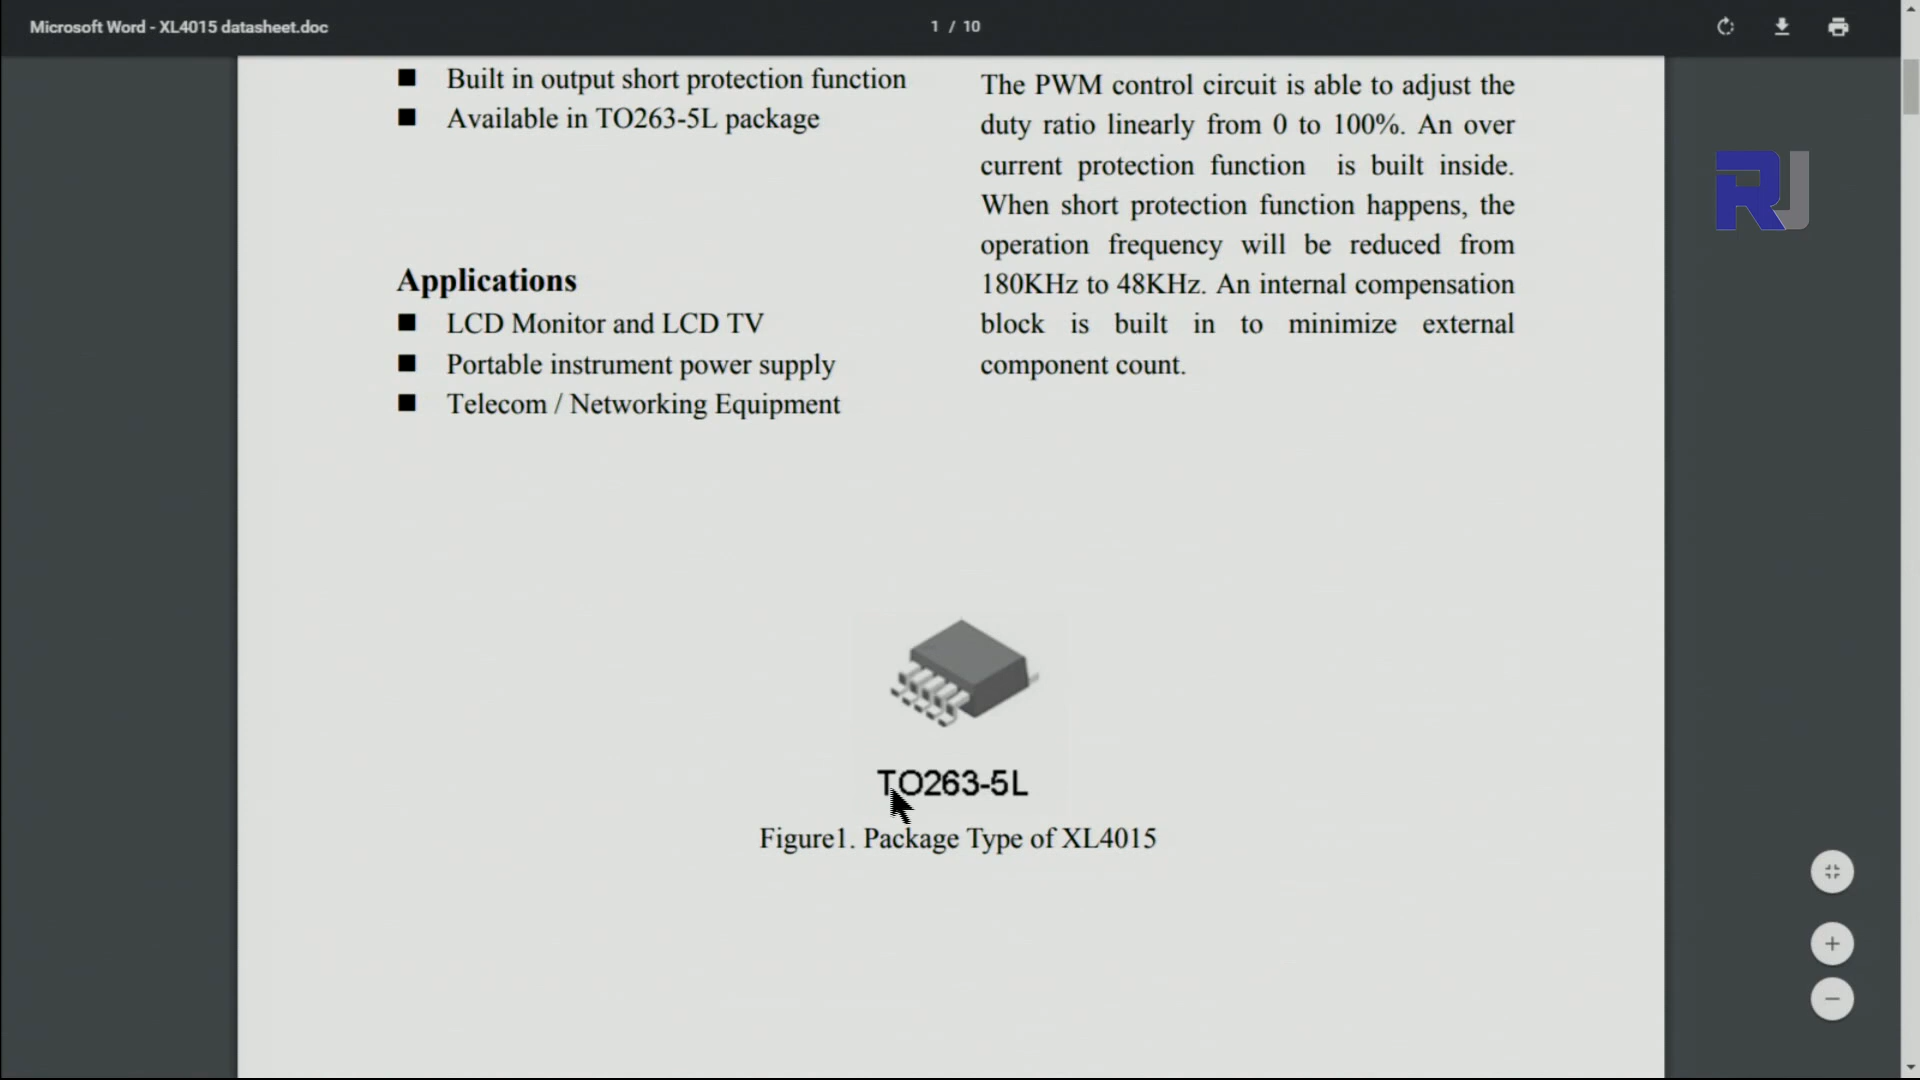 Microsoft Word - XL4015 datasheet.doc
1 / 10
■ Built in output short protection function
■ Available in TO263-5L package
Applications
■ LCD Monitor and LCD TV
■ Portable instrument power supply
■ Telecom / Networking Equipment
The PWM control circuit is able to adjust the
duty ratio linearly from 0 to 100%. An over
current protection function is built inside.
When short protection function happens, the
operation frequency will be reduced from
180KHz to 48KHz. An internal compensation
block is built in to minimize external
component count.
RJ
TO263-5L
Figure1. Package Type of XL4015